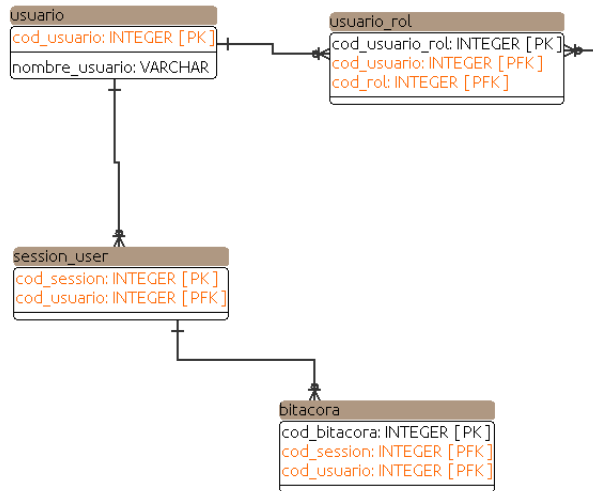 usuario
cod_usuario: INTEGER [PK]
nombre_usuario: VARCHAR
usuario_rol
cod_usuario_rol: INTEGER [PK]
cod_usuario: INTEGER [PFK]
cod_rol: INTEGER [PFK]
session_user
cod_session: INTEGER [PK]
cod_usuario: INTEGER [PFK]
bitacora
cod_bitacora: INTEGER [PK]
cod_session: INTEGER [PFK]
cod_usuario: INTEGER [PFK]